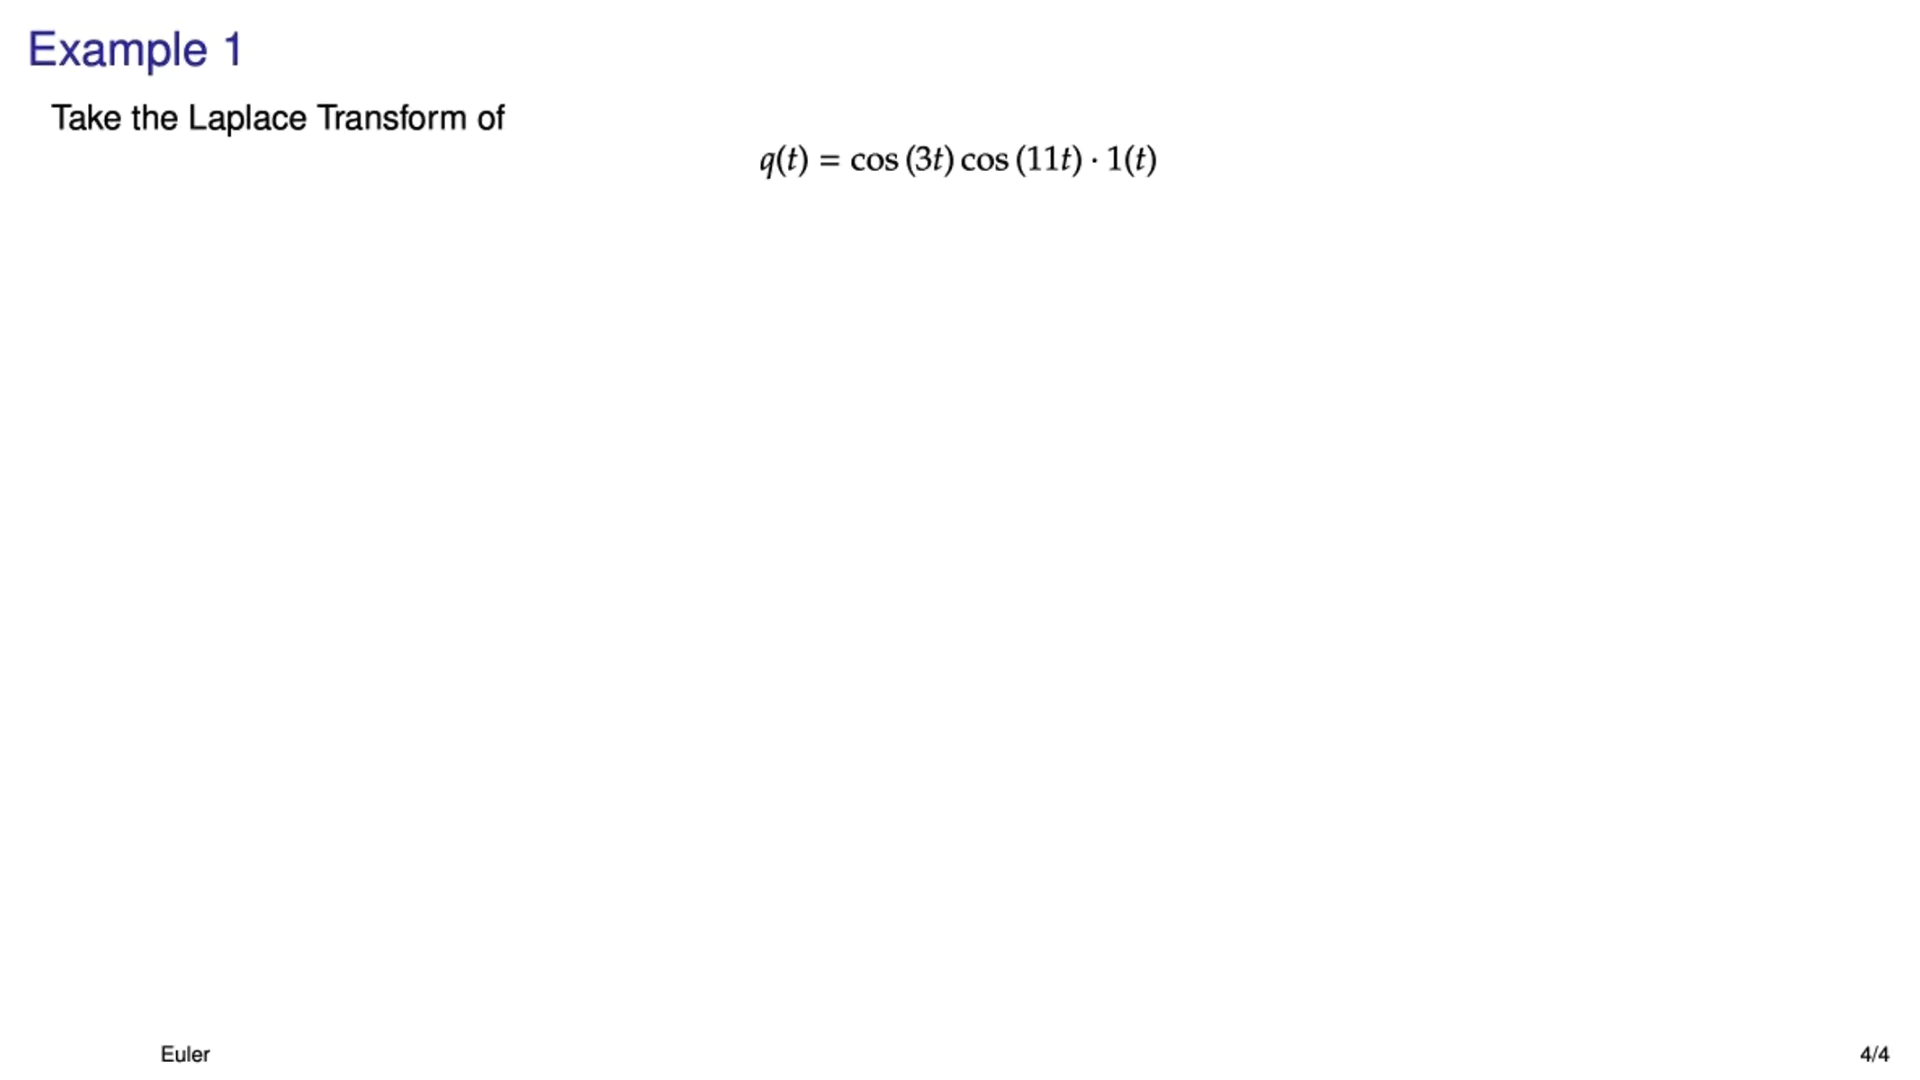 Example 1
Take the Laplace Transform of
q(t) = cos (3t) cos (11t) · 1(t)
Euler
4/4